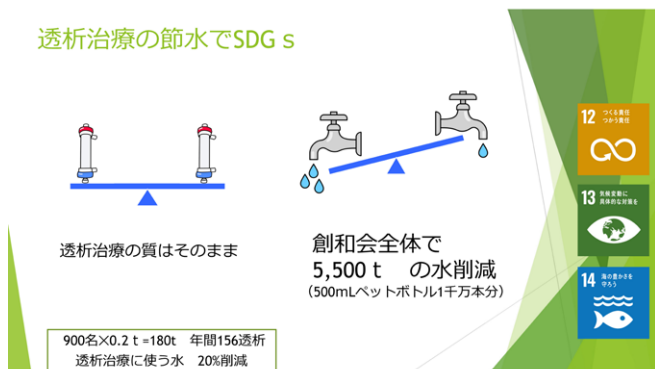 透析治療の節水でSDGｓ
12 つくる責任
つかう責任
13 気候変動に
具体的な対策を
14 海の豊かさを
守ろう
透析治療の質はそのまま
創和会全体で
5,500ｔ　の水削減
（500mLペットボトル1千万本分）
900名×0.2ｔ=180t　年間156透析
透析治療に使う水　20%削減